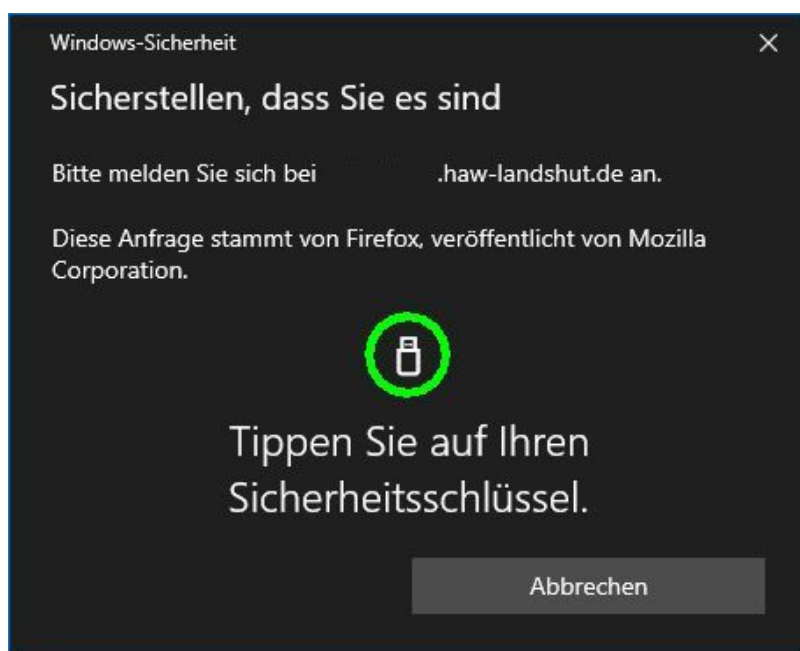 Windows-Sicherheit
Sicherstellen, dass Sie es sind
Bitte melden Sie sich bei .haw-landshut.de an.
Diese Anfrage stammt von Firefox, veröffentlicht von Mozilla
Corporation.
Tippen Sie auf Ihren
Sicherheitsschlüssel.
Abbrechen